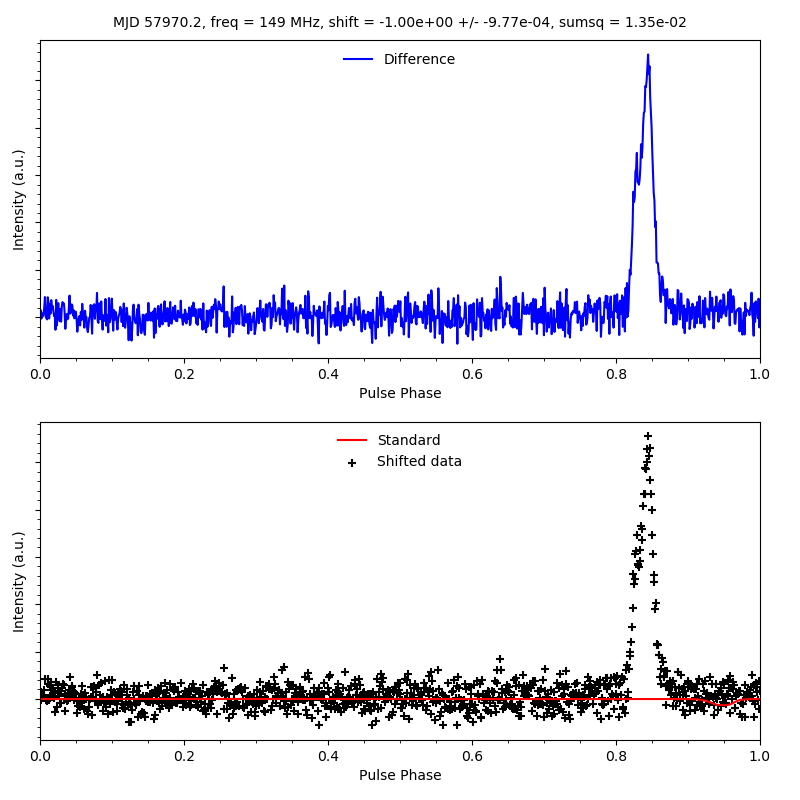 MJD 57970.2, freq = 149 MHz, shift = -1.00e+00 +/- -9.77e-04, sumsq = 1.35e-02
Difference
Intensity (a.u.)
0.0 0.2 0.4 0.6 0.8 1.0
Pulse Phase
Standard
Shifted data
Intensity (a.u.)
0.0 0.2 0.4 0.6 0.8 1.0
Pulse Phase